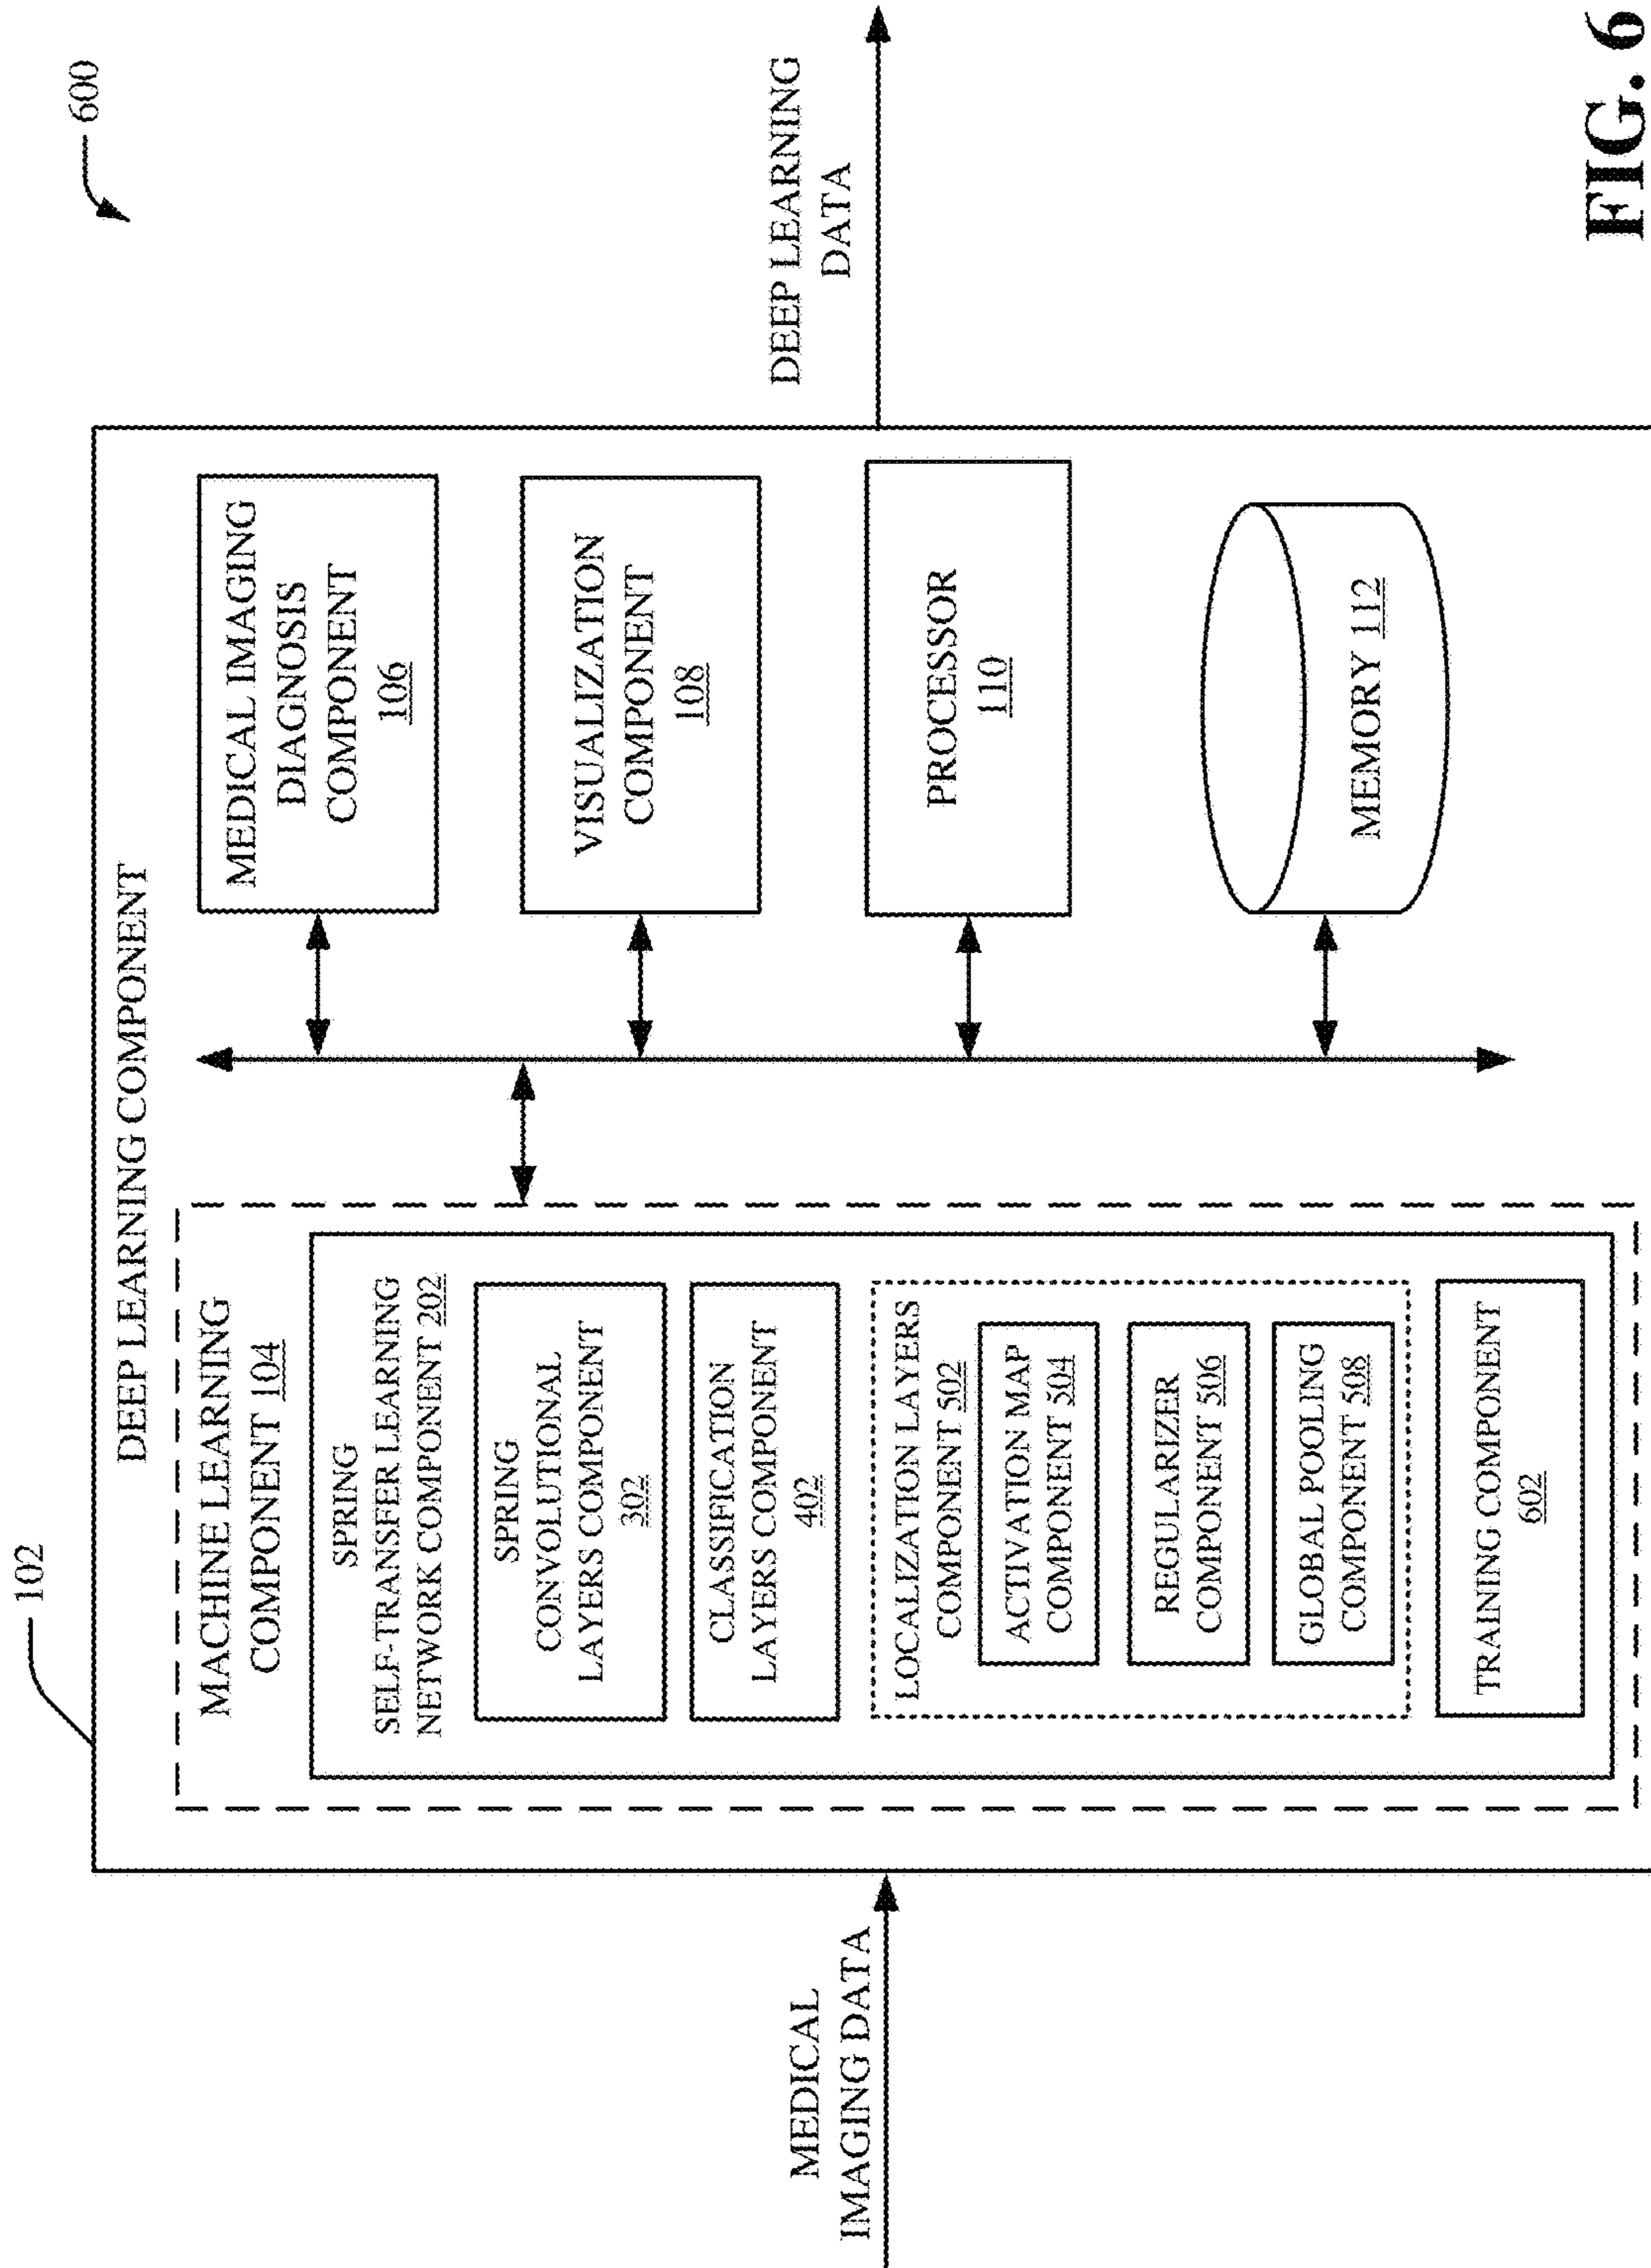 600
102
DEEP LEARNING COMPONENT
MACHINE LEARNING
COMPONENT 104
SPRING
SELF-TRANSFER LEARNING
NETWORK COMPONENT 202
SPRING
CONVOLUTIONAL
LAYERS COMPONENT
302
CLASSIFICATION
LAYERS COMPONENT
402
LOCALIZATION LAYERS
COMPONENT 502
ACTIVATION MAP
COMPONENT 504
REGULARIZER
COMPONENT 506
GLOBAL POOLING
COMPONENT 508
TRAINING COMPONENT
602
MEDICAL IMAGING
DIAGNOSIS
COMPONENT
106
VISUALIZATION
COMPONENT
108
PROCESSOR
110
MEMORY 112
MEDICAL
IMAGING DATA
DEEP LEARNING
DATA
FIG. 6